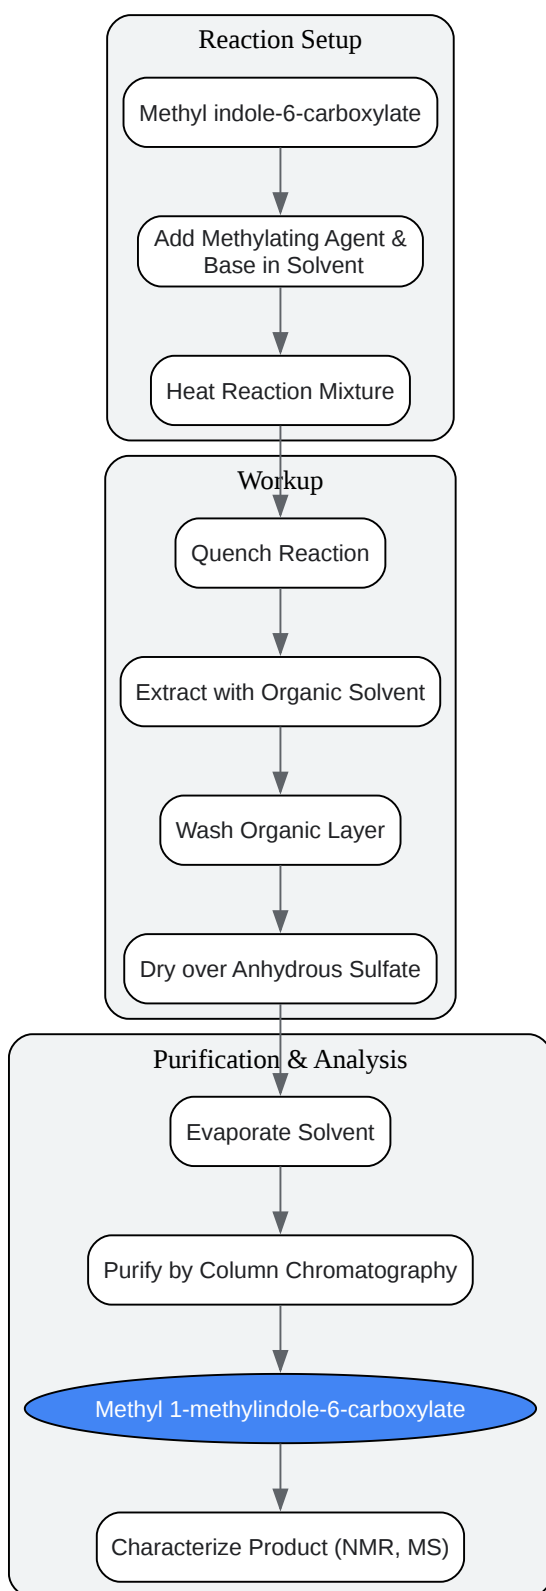 Reaction Setup
Methyl indole-6-carboxylate
Add Methylating Agent &
Base in Solvent
Heat Reaction Mixture
Workup
Quench Reaction
Extract with Organic Solvent
Wash Organic Layer
Dry over Anhydrous Sulfate
Purification & Analysis
Evaporate Solvent
Purify by Column Chromatography
Methyl 1-methylindole-6-carboxylate
Characterize Product (NMR, MS)